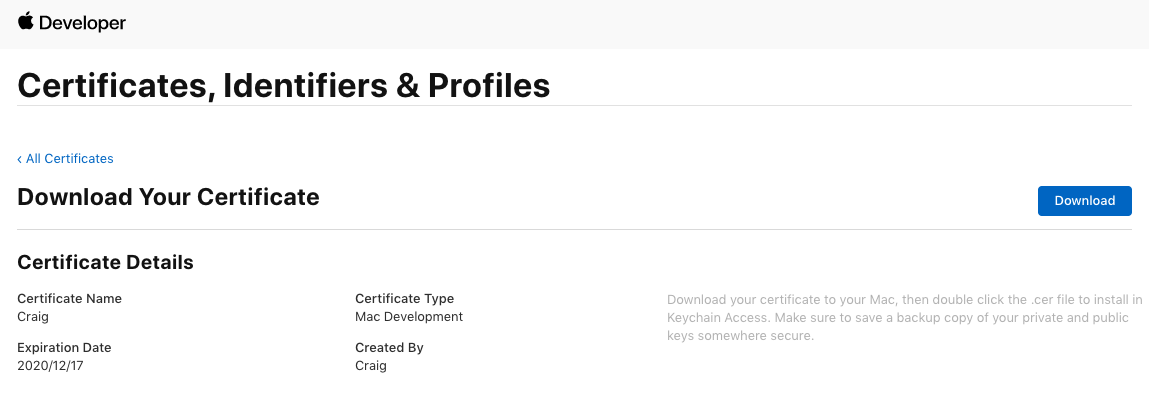 Developer
Certificates, Identifiers & Profiles
‹ All Certificates
Download Your Certificate
Download
Certificate Details
Certificate Name
Craig
Certificate Type
Mac Development
Download your certificate to your Mac, then double click the .cer file to install in
Keychain Access. Make sure to save a backup copy of your private and public
keys somewhere secure.
Expiration Date
2020/12/17
Created By
Craig